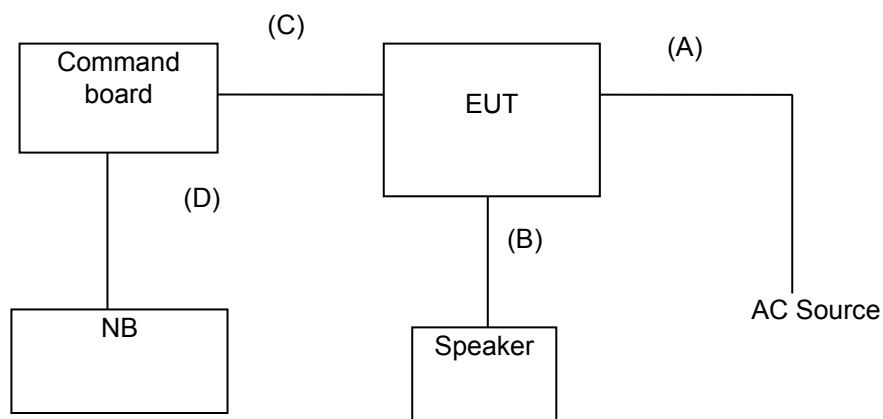 (C)
(A)
Command
board
EUT
(D)
(B)
AC Source
NB
Speaker